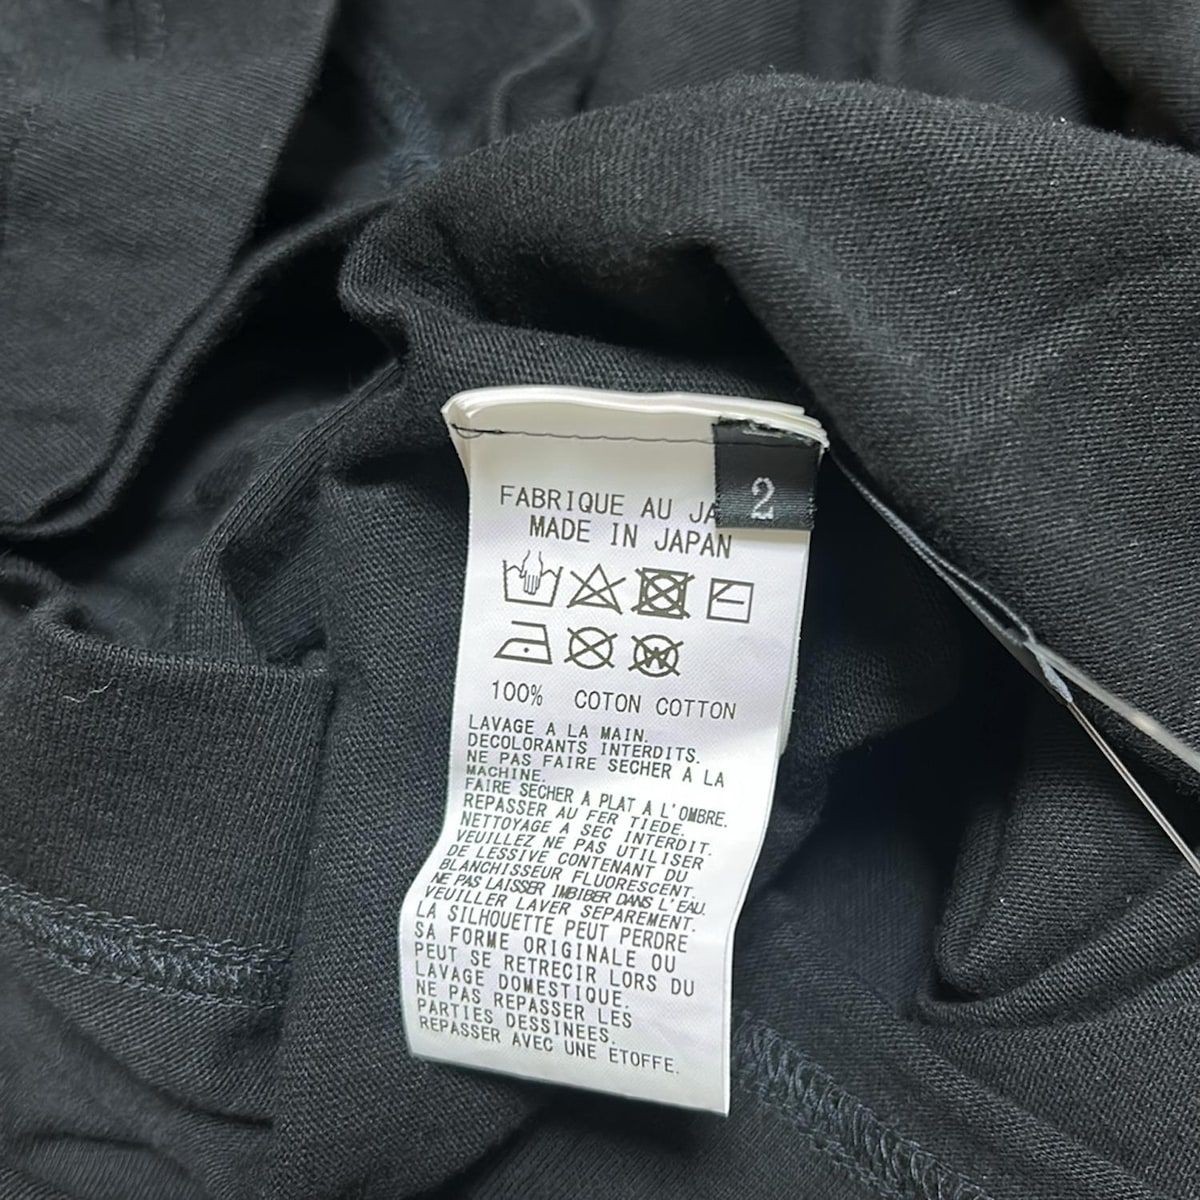 2
FABRIQUE AU JA
MADE IN JAPAN
W
100% COTON COTTON
LAVAGE A LA MAIN.
DECOLORANTS INTERDITS.
NE PAS FAIRE SECHER A LA
MACHINE.
FAIRE SECHER A PLAT A L'OMBRE.
REPASSER AU FER TIEDE.
NETTOYAGE A SEC INTERDIT.
VEUILLEZ NE PAS UTILISER
DE LESSIVE CONTENANT DU
BLANCHISSEUR FLUORESCENT.
NE PAS LAISSER IMBIBER DANS L'EAU.
VEUILLER LAVER SEPAREMENT.
LA SILHOUETTE PEUT PERDRE
SA FORME ORIGINALE OU
PEUT SE RETRECIR LORS DU
LAVAGE DOMESTIQUE.
NE PAS REPASSER LES
PARTIES DESSINEES.
REPASSER AVEC UNE ETOFFE.